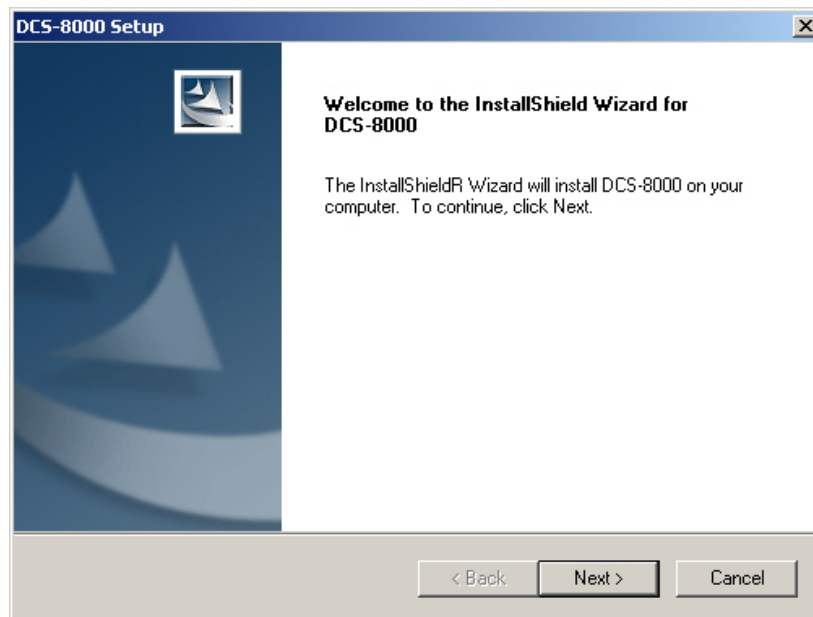 DCS-8000 Setup
Welcome to the InstallShield Wizard for
DCS-8000
The InstallShieldR Wizard will install DCS-8000 on your
computer. To continue, click Next.
< Back
Next >
Cancel